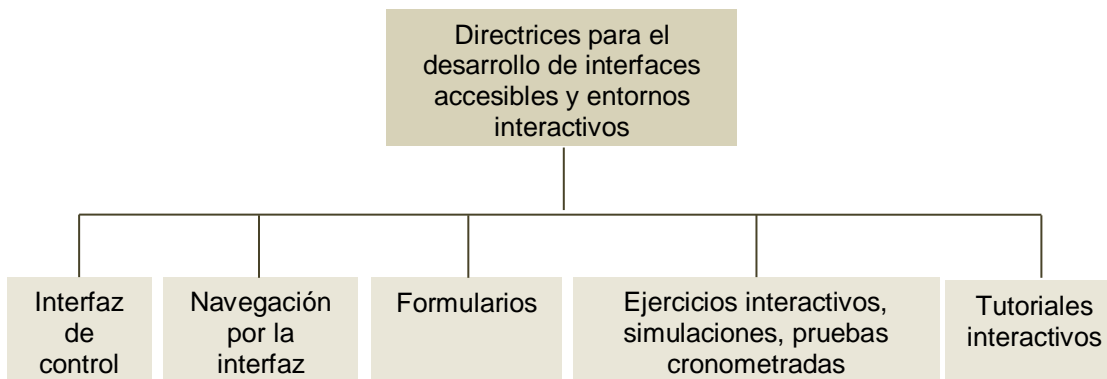 Directrices para el
desarrollo de interfaces
accesibles y entornos
interactivos
Interfaz
de
control
Navegación
por la
interfaz
Formularios
Ejercicios interactivos,
simulaciones, pruebas
cronometradas
Tutoriales
interactivos